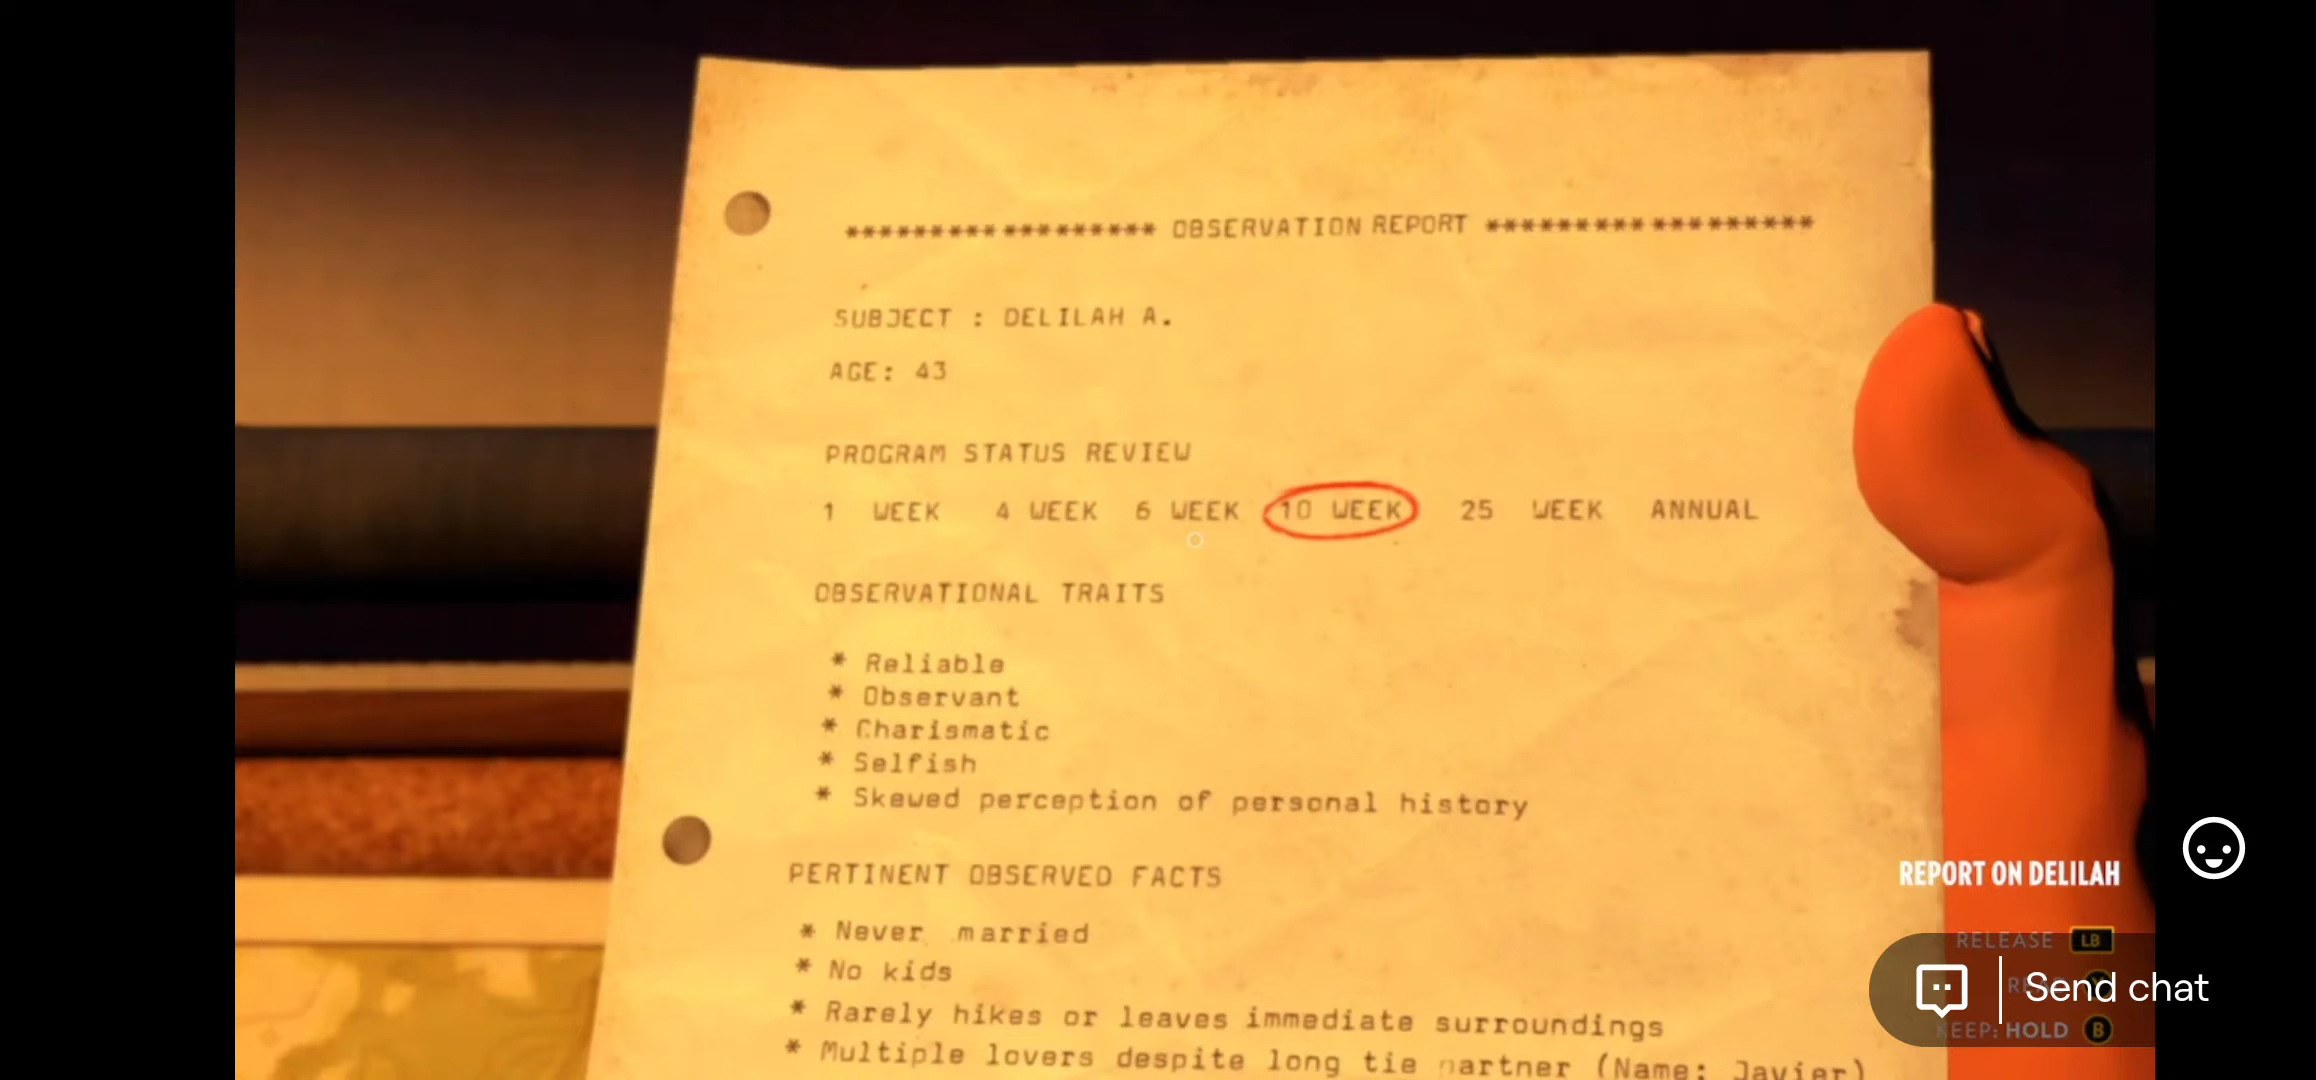 ****************** OBSERVATION REPORT ******************
SUBJECT : DELILAH A.
AGE: 43
PROGRAM STATUS REVIEW
1 WEEK 4 WEEK 6 WEEK 10 WEEK 25 WEEK ANNUAL
OBSERVATIONAL TRAITS
* Reliable
* Observant
* Charismatic
* Selfish
* Skewed perception of personal history
PERTINENT OBSERVED FACTS
* Never married
* No kids
* Rarely hikes or leaves immediate surroundings
* Multiple lovers despite long tie partner (Name: Javier)
REPORT ON DELILAH
RELEASE LB
Send chat
KEEP: HOLD B